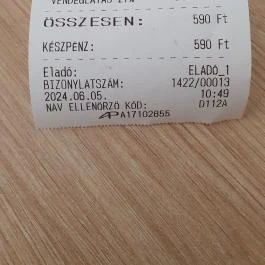 VENDÉGLÁTÁS
ÖSSZESEN: 590 Ft
KÉSZPÉNZ: 590 Ft
Eladó: ELADÓ_1
BIZONYLATSZÁM: 1422/00013
2024.06.05. 10:49
NAV ELLENŐRZŐ KÓD: D112A
AP A17102855